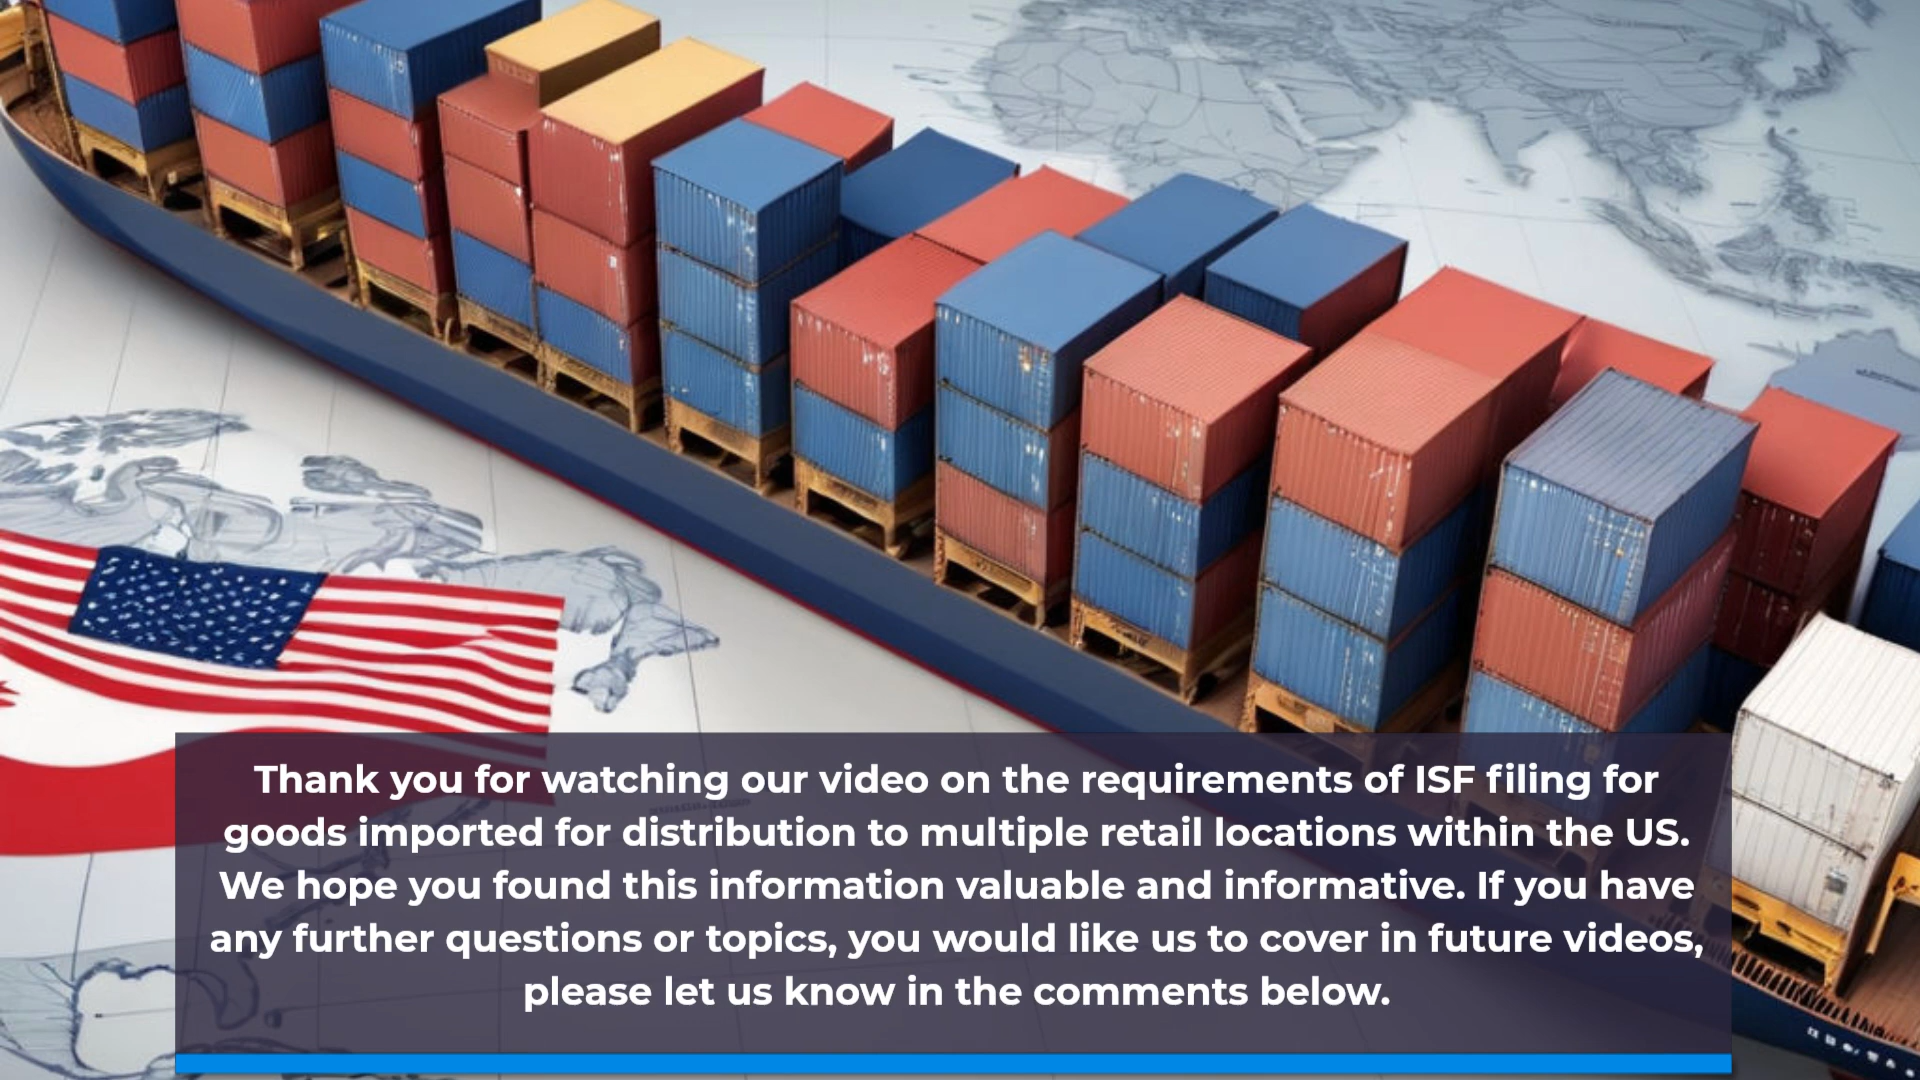 Thank you for watching our video on the requirements of ISF filing for
goods imported for distribution to multiple retail locations within the US.
We hope you found this information valuable and informative. If you have
any further questions or topics, you would like us to cover in future videos,
please let us know in the comments below.